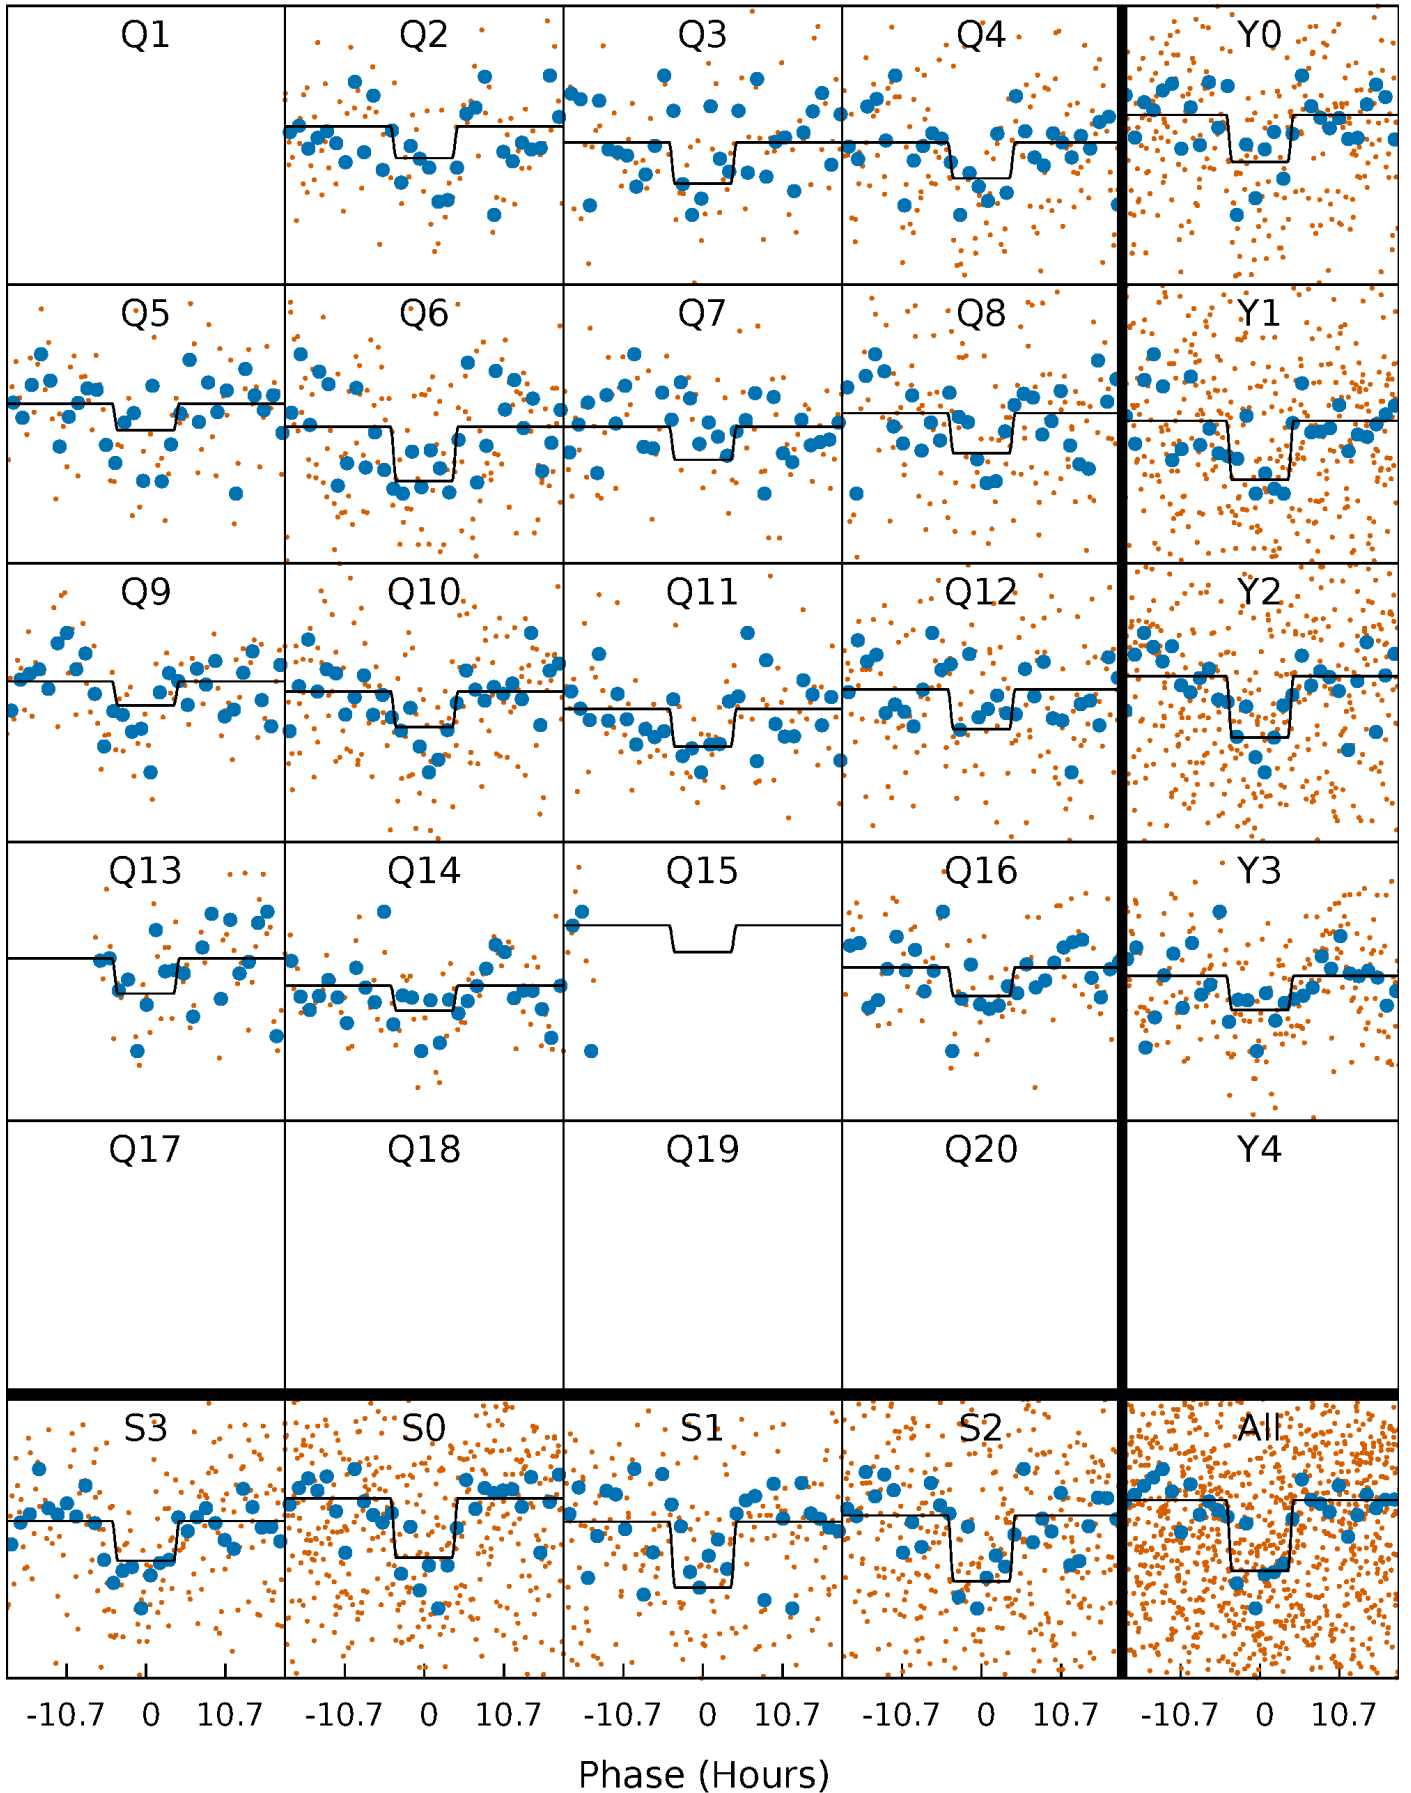 Q1 Q2 Q3 Q4 Y0
Q5 Q6 Q7 Q8 Y1
Q9 Q10 Q11 Q12 Y2
Q13 Q14 Q15 Q16 Y3
Q17 Q18 Q19 Q20 Y4
S3 S0 S1 S2 All
-10.7 0 10.7 -10.7 0 10.7 -10.7 0 10.7 -10.7 0 10.7 -10.7 0 10.7
Phase (Hours)